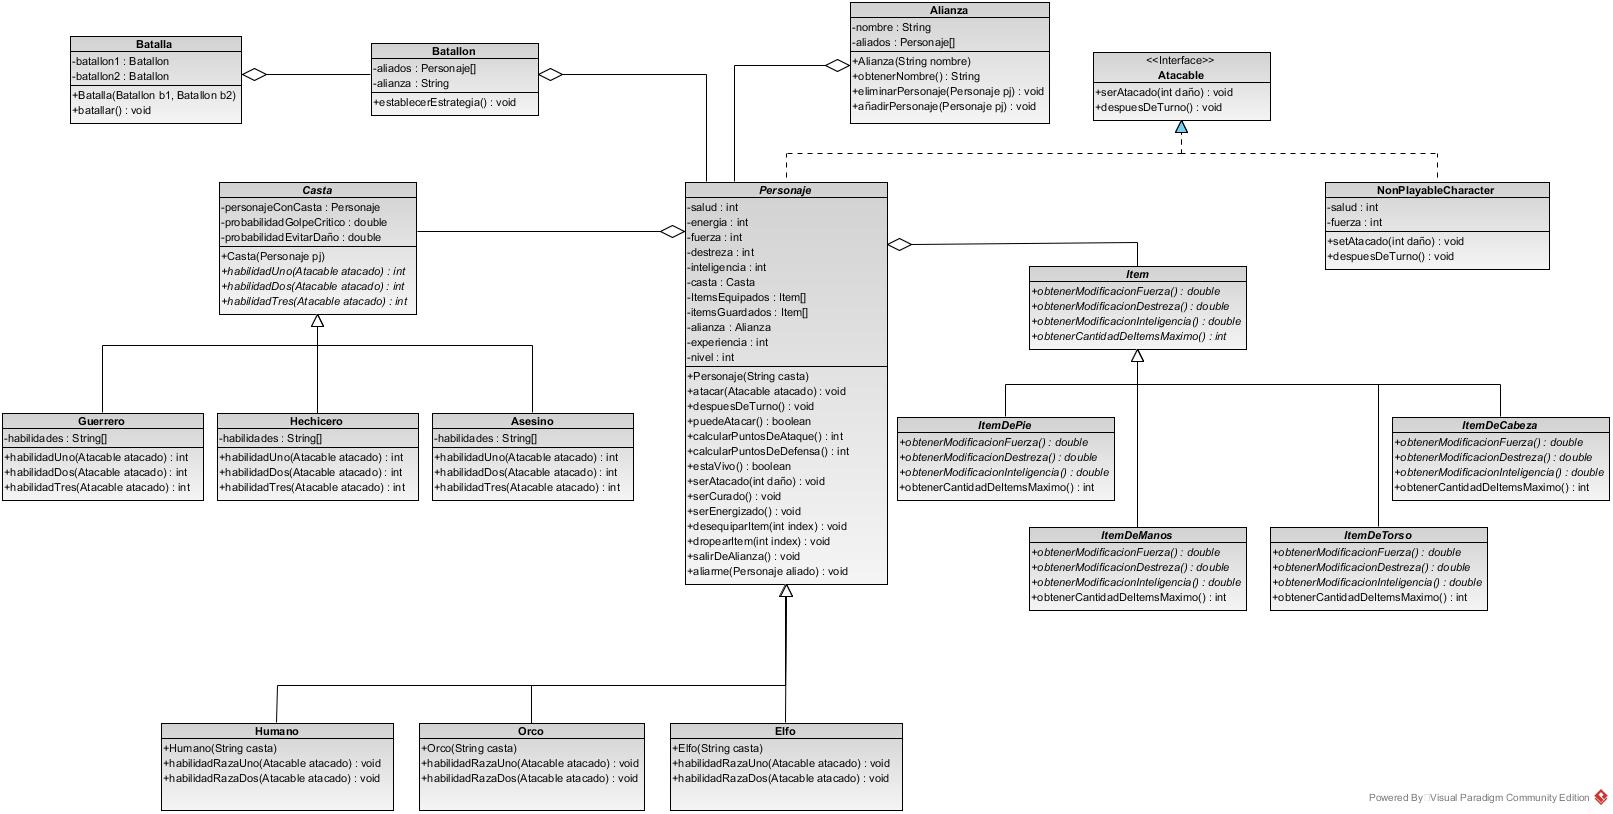 Batalla
-batallon1 : Batallon
-batallon2 : Batallon
+Batalla(Batallon b1, Batallon b2)
+batallar() : void
Batallon
-aliados : Personaje[]
-alianza : String
+establecerEstrategia() : void
Alianza
-nombre : String
-aliados : Personaje[]
+Alianza(String nombre)
+obtenerNombre() : String
+eliminarPersonaje(Personaje pj) : void
+añadirPersonaje(Personaje pj) : void
<<Interface>>
Atacable
+serAtacado(int daño) : void
+despuesDeTurno() : void
Casta
-personajeConCasta : Personaje
-probabilidadGolpeCritico : double
-probabilidadEvitarDaño : double
+Casta(Personaje pj)
+habilidadUno(Atacable atacado) : int
+habilidadDos(Atacable atacado) : int
+habilidadTres(Atacable atacado) : int
Personaje
-salud : int
-energia : int
-fuerza : int
-destreza : int
-inteligencia : int
-casta : Casta
-ItemsEquipados : Item[]
-itemsGuardados : Item[]
-alianza : Alianza
-experiencia : int
-nivel : int
+Personaje(String casta)
+atacar(Atacable atacado) : void
+despuesDeTurno() : void
+puedeAtacar() : boolean
+calcularPuntosDeAtaque() : int
+calcularPuntosDeDefensa() : int
+estaVivo() : boolean
+serAtacado(int daño) : void
+serCurado() : void
+serEnergizado() : void
+desequiparItem(int index) : void
+dropearItem(int index) : void
+salirDeAlianza() : void
+aliarme(Personaje aliado) : void
NonPlayableCharacter
-salud : int
-fuerza : int
+setAtacado(int daño) : void
+despuesDeTurno() : void
Item
+obtenerModificacionFuerza() : double
+obtenerModificacionDestreza() : double
+obtenerModificacionInteligencia() : double
+obtenerCantidadDeItemsMaximo() : int
Guerrero
-habilidades : String[]
+habilidadUno(Atacable atacado) : int
+habilidadDos(Atacable atacado) : int
+habilidadTres(Atacable atacado) : int
Hechicero
-habilidades : String[]
+habilidadUno(Atacable atacado) : int
+habilidadDos(Atacable atacado) : int
+habilidadTres(Atacable atacado) : int
Asesino
-habilidades : String[]
+habilidadUno(Atacable atacado) : int
+habilidadDos(Atacable atacado) : int
+habilidadTres(Atacable atacado) : int
ItemDePie
+obtenerModificacionFuerza() : double
+obtenerModificacionDestreza() : double
+obtenerModificacionInteligencia() : double
+obtenerCantidadDeItemsMaximo() : int
ItemDeCabeza
+obtenerModificacionFuerza() : double
+obtenerModificacionDestreza() : double
+obtenerModificacionInteligencia() : double
+obtenerCantidadDeItemsMaximo() : int
ItemDeManos
+obtenerModificacionFuerza() : double
+obtenerModificacionDestreza() : double
+obtenerModificacionInteligencia() : double
+obtenerCantidadDeItemsMaximo() : int
ItemDeTorso
+obtenerModificacionFuerza() : double
+obtenerModificacionDestreza() : double
+obtenerModificacionInteligencia() : double
+obtenerCantidadDeItemsMaximo() : int
Humano
+Humano(String casta)
+habilidadRazaUno(Atacable atacado) : void
+habilidadRazaDos(Atacable atacado) : void
Orco
+Orco(String casta)
+habilidadRazaUno(Atacable atacado) : void
+habilidadRazaDos(Atacable atacado) : void
Elfo
+Elfo(String casta)
+habilidadRazaUno(Atacable atacado) : void
+habilidadRazaDos(Atacable atacado) : void
Powered By Visual Paradigm Community Edition